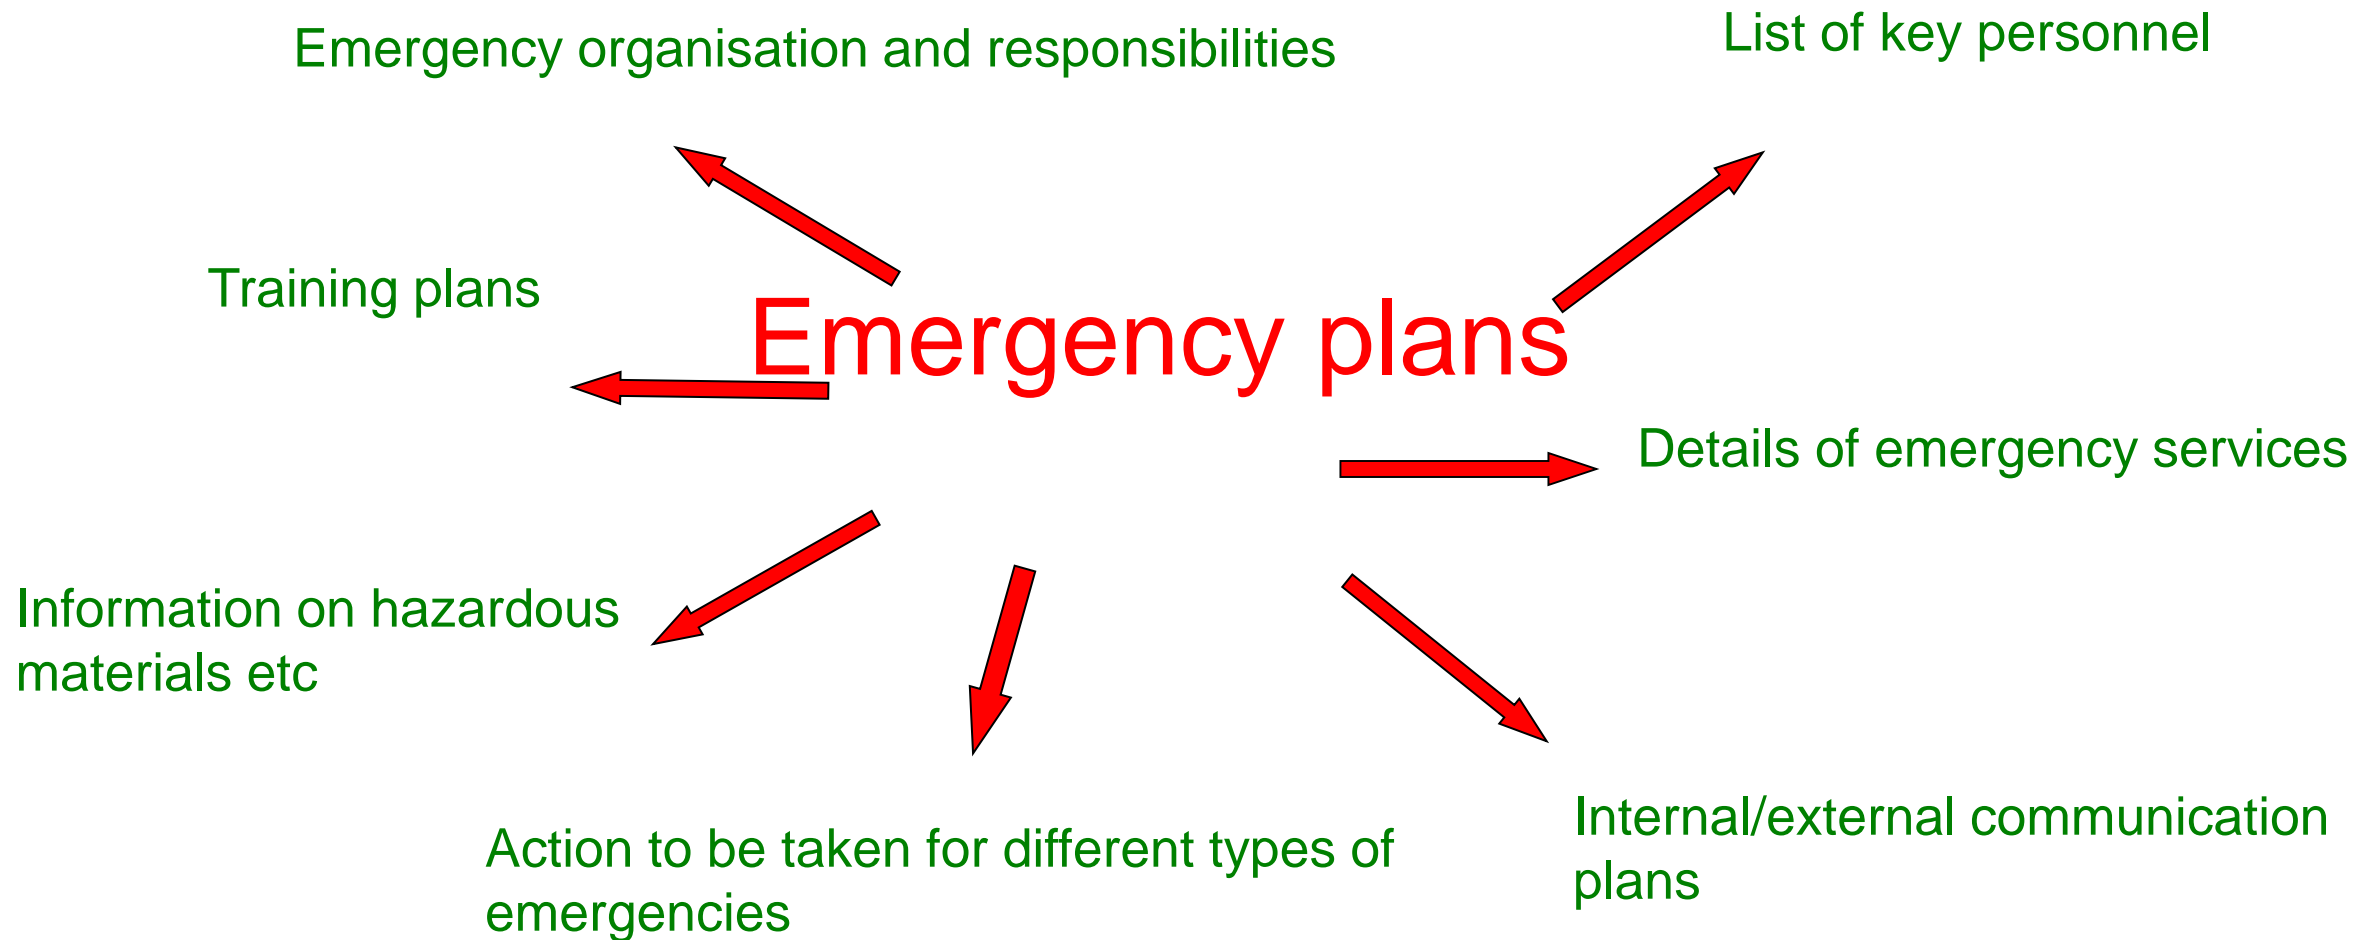 Emergency organisation and responsibilities
List of key personnel
Training plans
Emergency plans
Details of emergency services
Information on hazardous
materials etc
Action to be taken for different types of
emergencies
Internal/external communication
plans